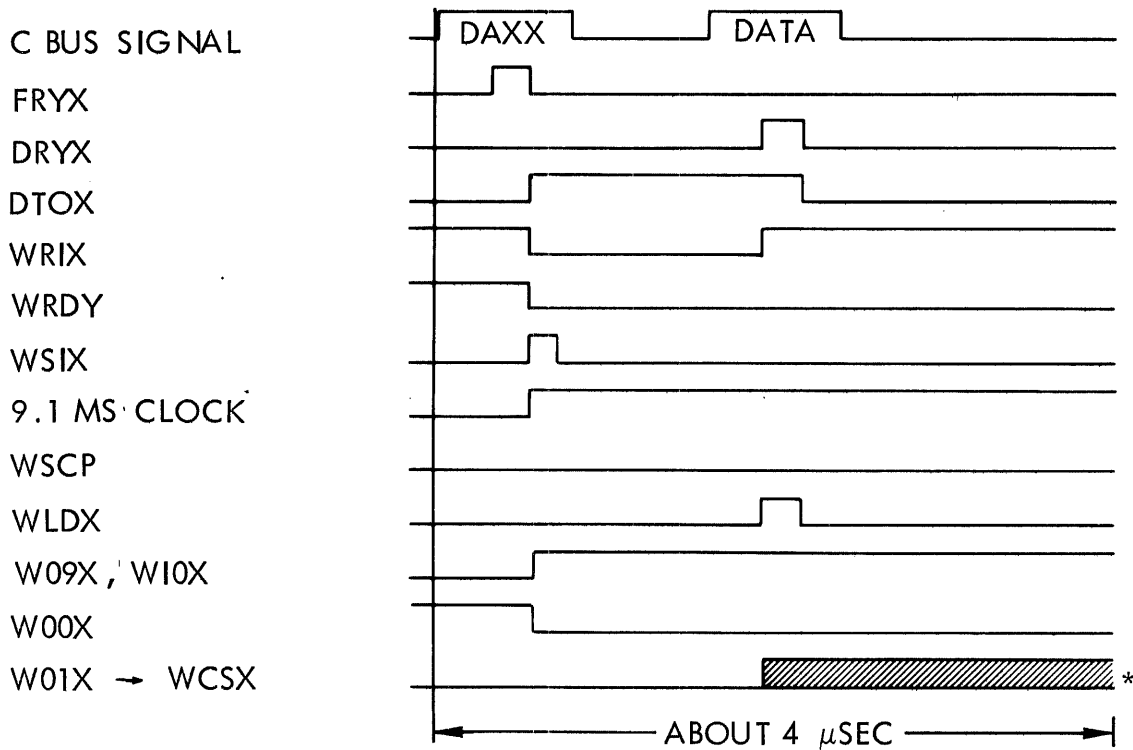 C BUS SIGNAL
DAXX
DATA
FRYX
DRYX
DTOX
WRIX
WRDY
WSIX
9.1 MS CLOCK
WSCP
WLDX
W09X, WI0X
W00X
W01X → WCSX
*
ABOUT 4 μSEC